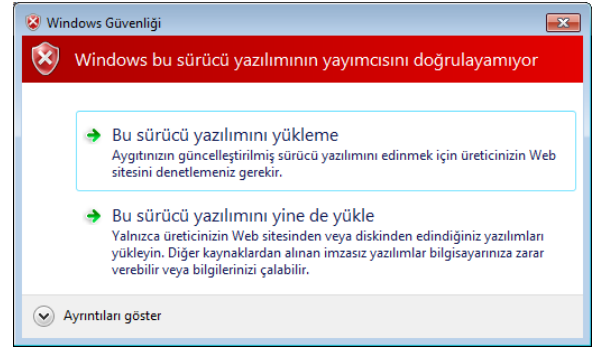 Windows Güvenliği
Windows bu sürücü yazılımının yayımcısını doğrulayamıyor
Bu sürücü yazılımını yükleme
Aygıtınızın güncelleştirilmiş sürücü yazılımını edinmek için üreticinizin Web
sitesini denetlemeniz gerekir.
Bu sürücü yazılımını yine de yükle
Yalnızca üreticinizin Web sitesinden veya diskinden edindiğiniz yazılımları
yükleyin. Diğer kaynaklardan alınan imzasız yazılımlar bilgisayarınıza zarar
verebilir veya bilgilerinizi çalabilir.
Ayrıntıları göster